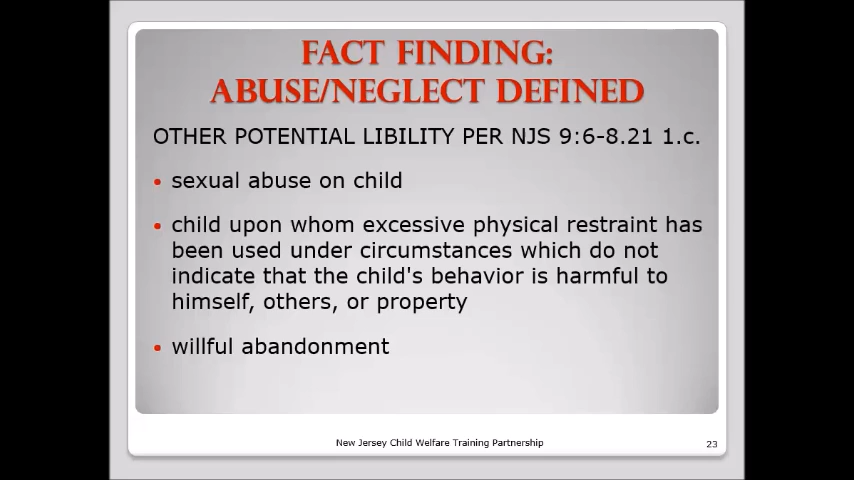 FACT FINDING:
ABUSE/NEGLECT DEFINED
OTHER POTENTIAL LIBILITY PER NJS 9:6-8.21 1.c.
• sexual abuse on child
• child upon whom excessive physical restraint has
been used under circumstances which do not
indicate that the child's behavior is harmful to
himself, others, or property
• willful abandonment
New Jersey Child Welfare Training Partnership
23